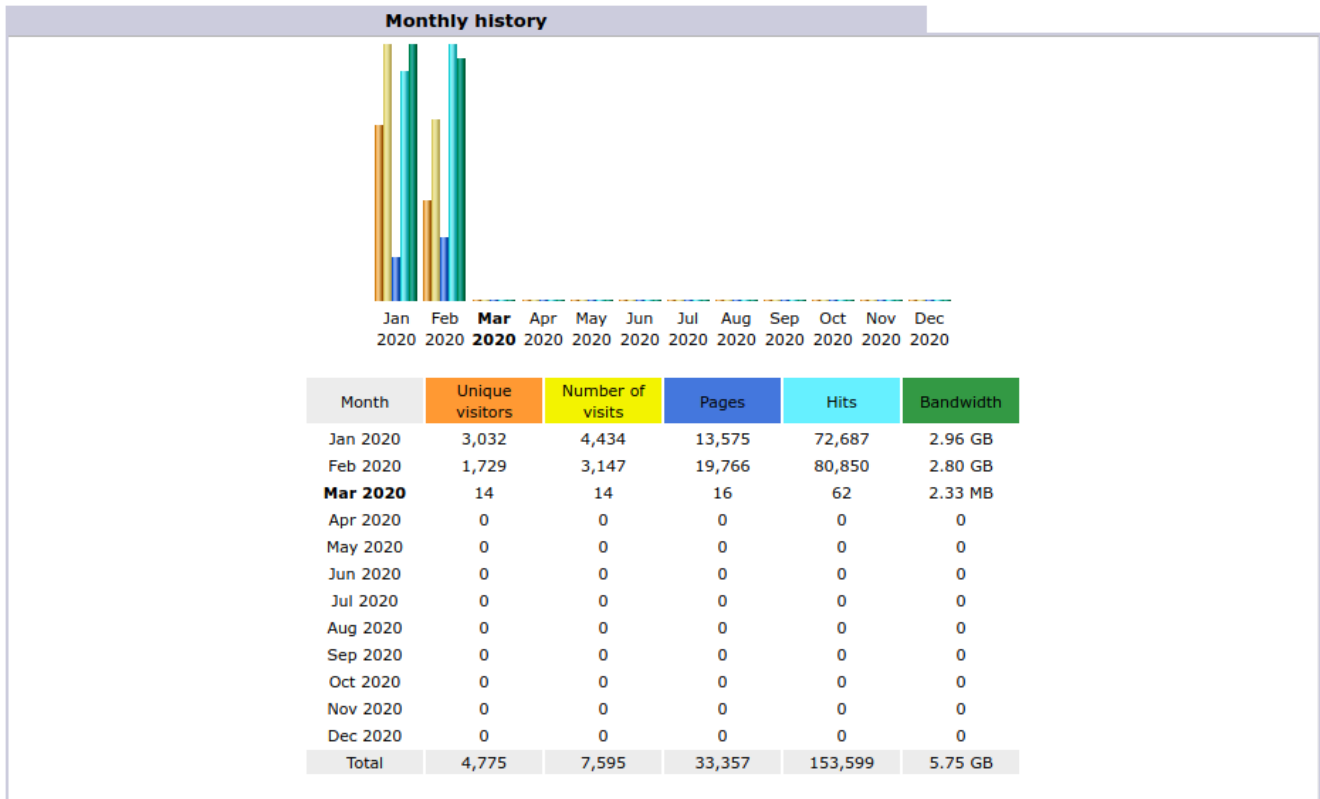 Monthly history
Jan Feb Mar Apr May Jun Jul Aug Sep Oct Nov Dec
2020 2020 2020 2020 2020 2020 2020 2020 2020 2020 2020 2020
Month Unique visitors Number of visits Pages Hits Bandwidth
Jan 2020 3,032 4,434 13,575 72,687 2.96 GB
Feb 2020 1,729 3,147 19,766 80,850 2.80 GB
Mar 2020 14 14 16 62 2.33 MB
Apr 2020 0 0 0 0 0
May 2020 0 0 0 0 0
Jun 2020 0 0 0 0 0
Jul 2020 0 0 0 0 0
Aug 2020 0 0 0 0 0
Sep 2020 0 0 0 0 0
Oct 2020 0 0 0 0 0
Nov 2020 0 0 0 0 0
Dec 2020 0 0 0 0 0
Total 4,775 7,595 33,357 153,599 5.75 GB